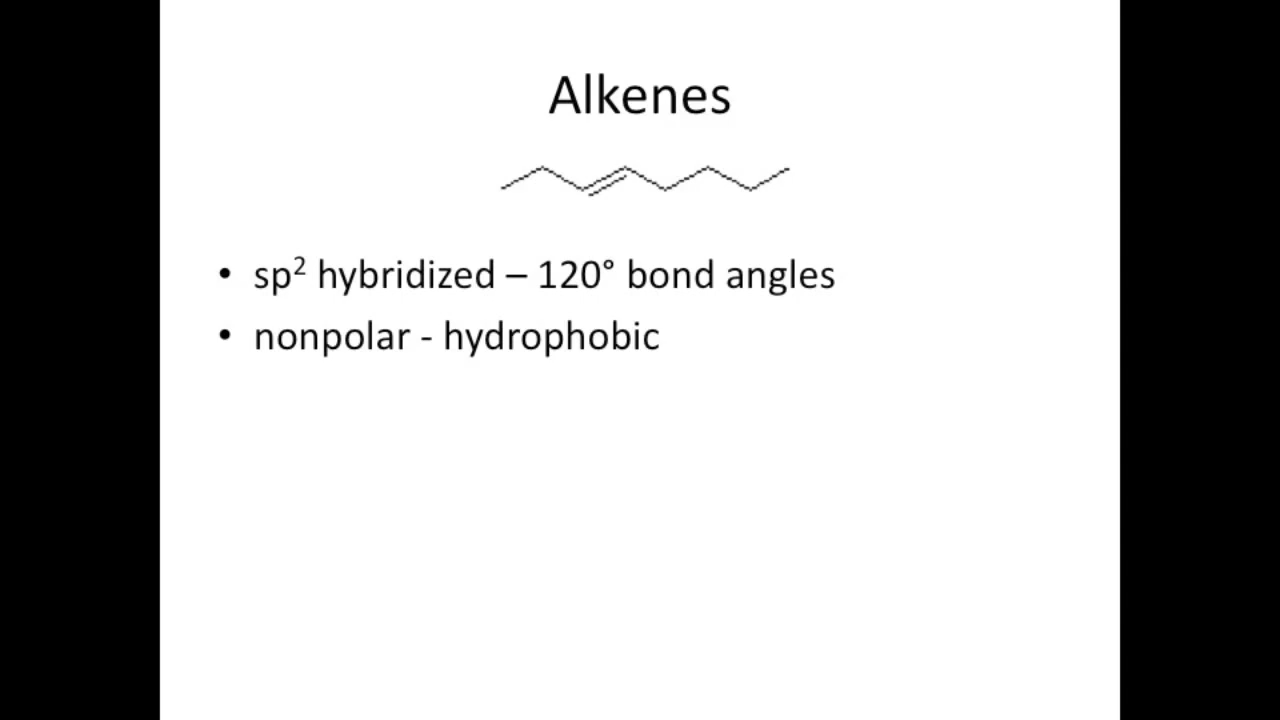 Alkenes
• sp² hybridized – 120° bond angles
• nonpolar - hydrophobic